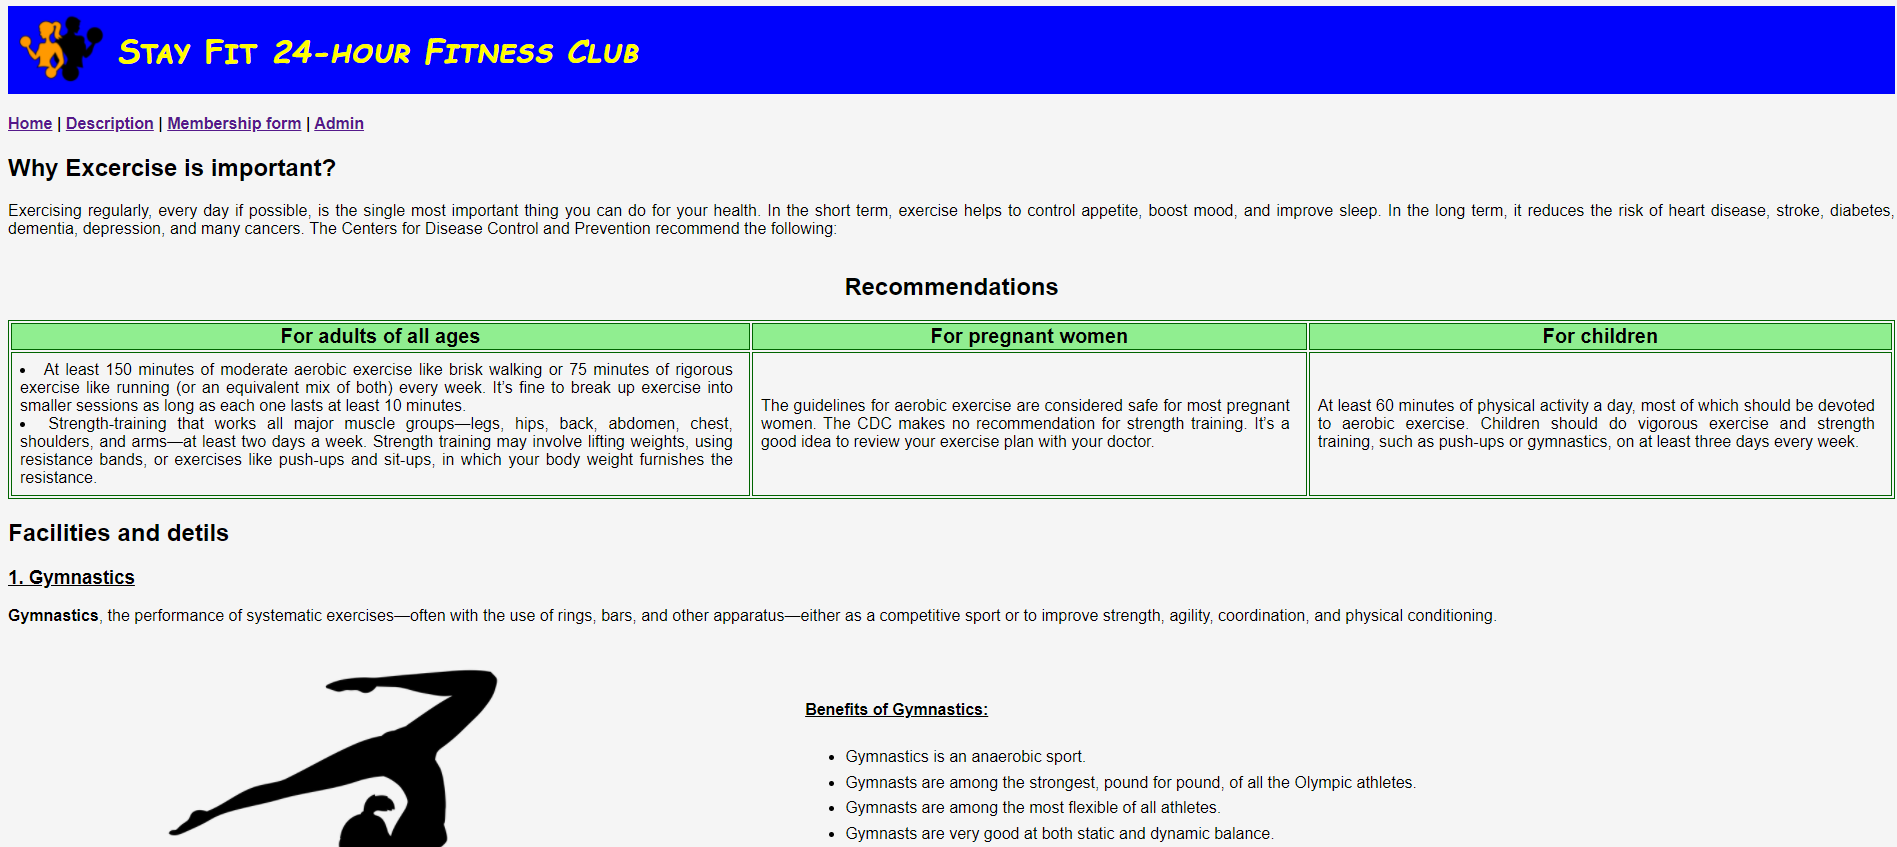 Stay Fit 24-hour Fitness Club
Home | Description | Membership form | Admin
Why Excercise is important?
Exercising regularly, every day if possible, is the single most important thing you can do for your health. In the short term, exercise helps to control appetite, boost mood, and improve sleep. In the long term, it reduces the risk of heart disease, stroke, diabetes,
dementia, depression, and many cancers. The Centers for Disease Control and Prevention recommend the following:
Recommendations
For adults of all ages
For pregnant women
For children
• At least 150 minutes of moderate aerobic exercise like brisk walking or 75 minutes of rigorous
exercise like running (or an equivalent mix of both) every week. It's fine to break up exercise into
smaller sessions as long as each one lasts at least 10 minutes.
• Strength-training that works all major muscle groups—legs, hips, back, abdomen, chest,
shoulders, and arms—at least two days a week. Strength training may involve lifting weights, using
resistance bands, or exercises like push-ups and sit-ups, in which your body weight furnishes the
resistance.
The guidelines for aerobic exercise are considered safe for most pregnant
women. The CDC makes no recommendation for strength training. It's a
good idea to review your exercise plan with your doctor.
At least 60 minutes of physical activity a day, most of which should be devoted
to aerobic exercise. Children should do vigorous exercise and strength
training, such as push-ups or gymnastics, on at least three days every week.
Facilities and detils
1. Gymnastics
Gymnastics, the performance of systematic exercises—often with the use of rings, bars, and other apparatus—either as a competitive sport or to improve strength, agility, coordination, and physical conditioning.
Benefits of Gymnastics:
• Gymnastics is an anaerobic sport.
• Gymnasts are among the strongest, pound for pound, of all the Olympic athletes.
• Gymnasts are among the most flexible of all athletes.
• Gymnasts are very good at both static and dynamic balance.